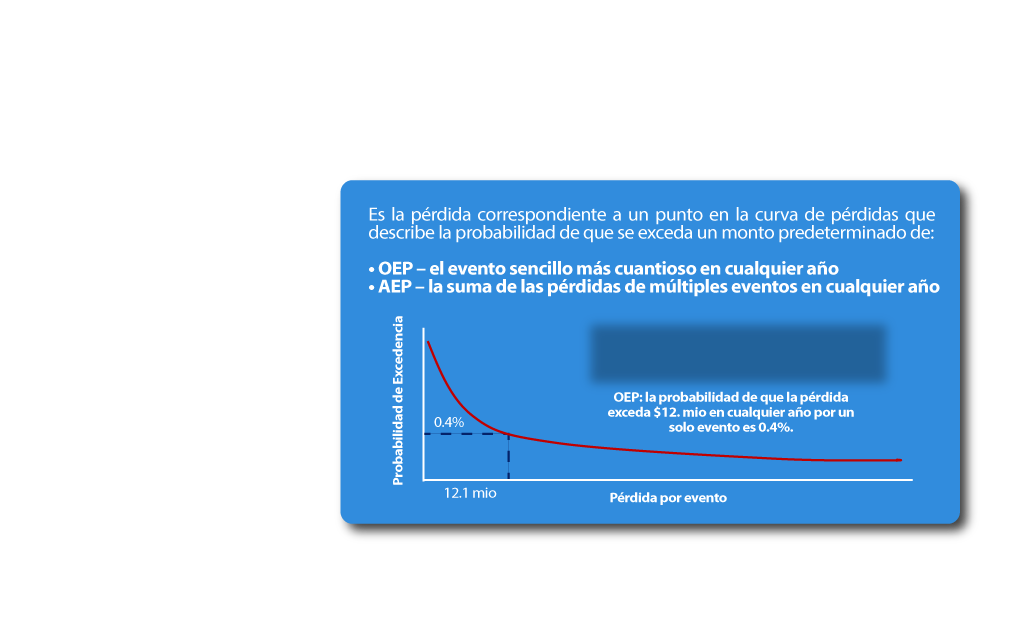 Es la pérdida correspondiente a un punto en la curva de pérdidas que
describe la probabilidad de que se exceda un monto predeterminado de:
• OEP – el evento sencillo más cuantioso en cualquier año
• AEP – la suma de las pérdidas de múltiples eventos en cualquier año
Probabilidad de Excedencia
OEP: la probabilidad de que la pérdida
exceda $12. mio en cualquier año por un
solo evento es 0.4%.
0.4%
12.1 mio
Pérdida por evento